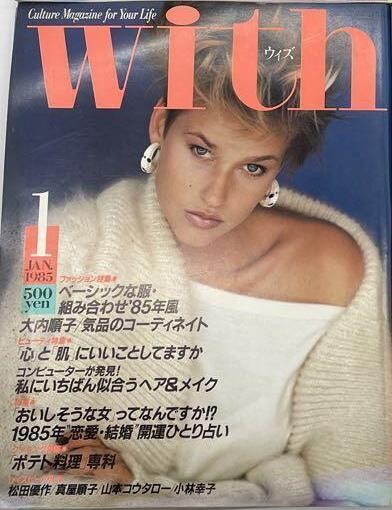 Culture Magazine for Your Life
with
ウィズ
1
JAN.
1985
500
yen
ファッション特集★
ベーシックな服・
組み合わせ'85年風
大内順子/気品のコーディネイト
ビューティ特集★
“心”と“肌”にいいことしてますか
コンピューターが発見!
私にいちばん似合うヘア&メイク
特集★
“おいしそうな女”ってなんですか!?
1985年“恋愛・結婚”開運ひとり占い
“ポテト料理”専科
松田優作/真屋順子/山本コウタロー/小林幸子